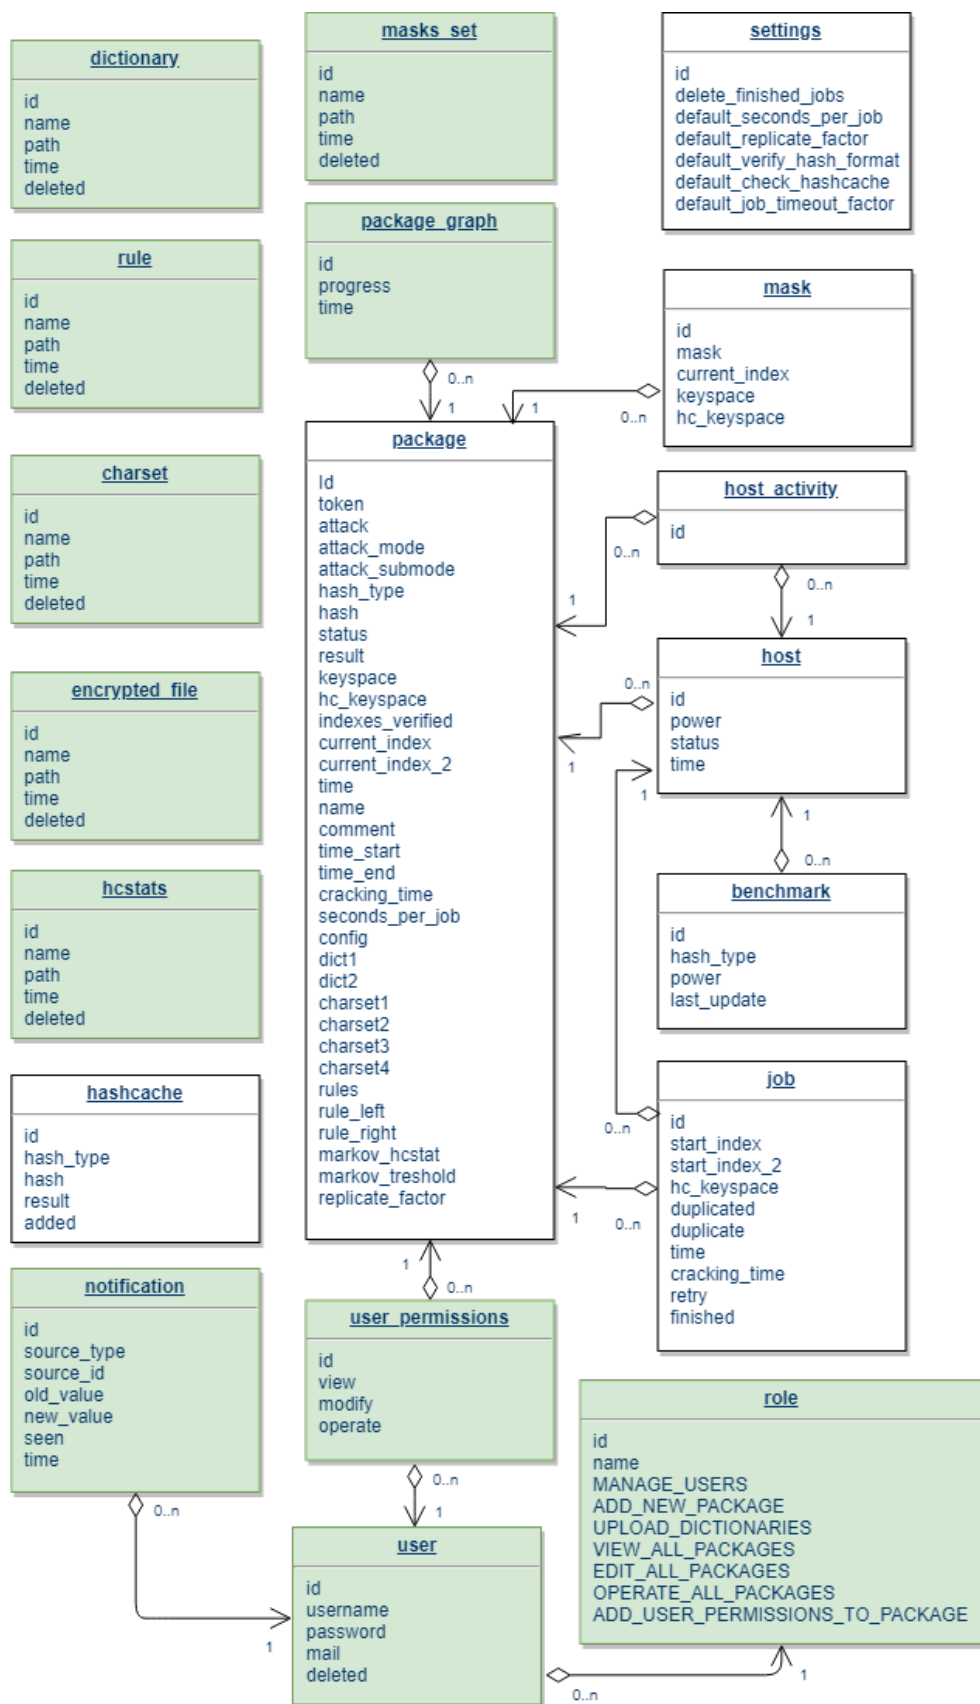 dictionary
id
name
path
time
deleted
rule
id
name
path
time
deleted
charset
id
name
path
time
deleted
encrypted_file
id
name
path
time
deleted
hcstats
id
name
path
time
deleted
hashcache
id
hash_type
hash
result
added
notification
id
source_type
source_id
old_value
new_value
seen
time
0..n
1
masks_set
id
name
path
time
deleted
package_graph
id
progress
time
0..n
1
package
Id
token
attack
attack_mode
attack_submode
hash_type
hash
status
result
keyspace
hc_keyspace
indexes_verified
current_index
current_index_2
time
name
comment
time_start
time_end
cracking_time
seconds_per_job
config
dict1
dict2
charset1
charset2
charset3
charset4
rules
rule_left
rule_right
markov_hcstat
markov_treshold
replicate_factor
1
0..n
user_permissions
id
view
modify
operate
0..n
1
user
id
username
password
mail
deleted
0..n
1
settings
id
delete_finished_jobs
default_seconds_per_job
default_replicate_factor
default_verify_hash_format
default_check_hashcache
default_job_timeout_factor
mask
id
mask
current_index
keyspace
hc_keyspace
0..n
1
host_activity
id
0..n
1
0..n
1
host
id
power
status
time
0..n
1
1
1
0..n
benchmark
id
hash_type
power
last_update
job
id
start_index
start_index_2
hc_keyspace
duplicated
duplicate
time
cracking_time
retry
finished
0..n
0..n
1
role
id
name
MANAGE_USERS
ADD_NEW_PACKAGE
UPLOAD_DICTIONARIES
VIEW_ALL_PACKAGES
EDIT_ALL_PACKAGES
OPERATE_ALL_PACKAGES
ADD_USER_PERMISSIONS_TO_PACKAGE